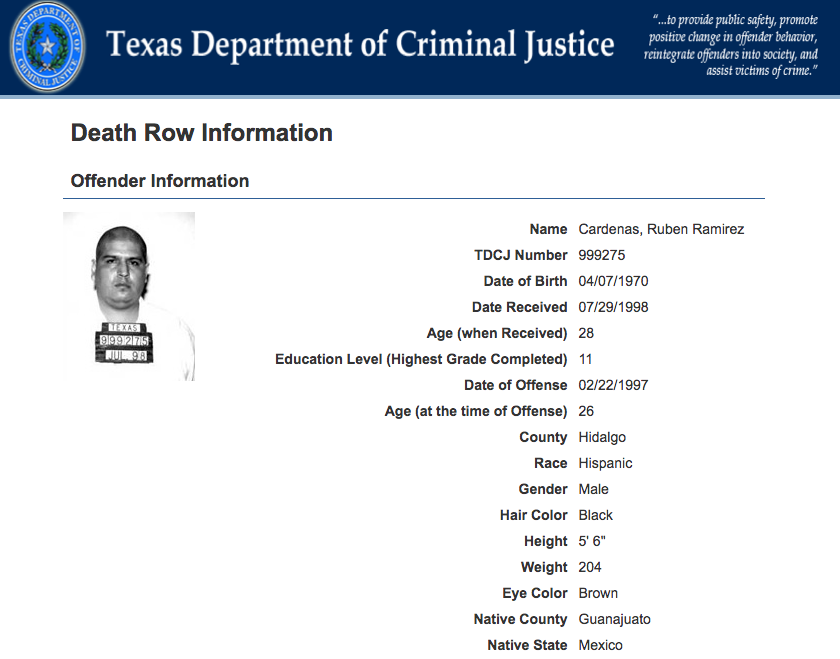 TEXAS DEPARTMENT OF
CRIMINAL JUSTICE
Texas Department of Criminal Justice
“...to provide public safety, promote
positive change in offender behavior,
reintegrate offenders into society, and
assist victims of crime.”
Death Row Information
Offender Information
TEXAS
999275
JUL 98
Name Cardenas, Ruben Ramirez
TDCJ Number 999275
Date of Birth 04/07/1970
Date Received 07/29/1998
Age (when Received) 28
Education Level (Highest Grade Completed) 11
Date of Offense 02/22/1997
Age (at the time of Offense) 26
County Hidalgo
Race Hispanic
Gender Male
Hair Color Black
Height 5' 6"
Weight 204
Eye Color Brown
Native County Guanajuato
Native State Mexico